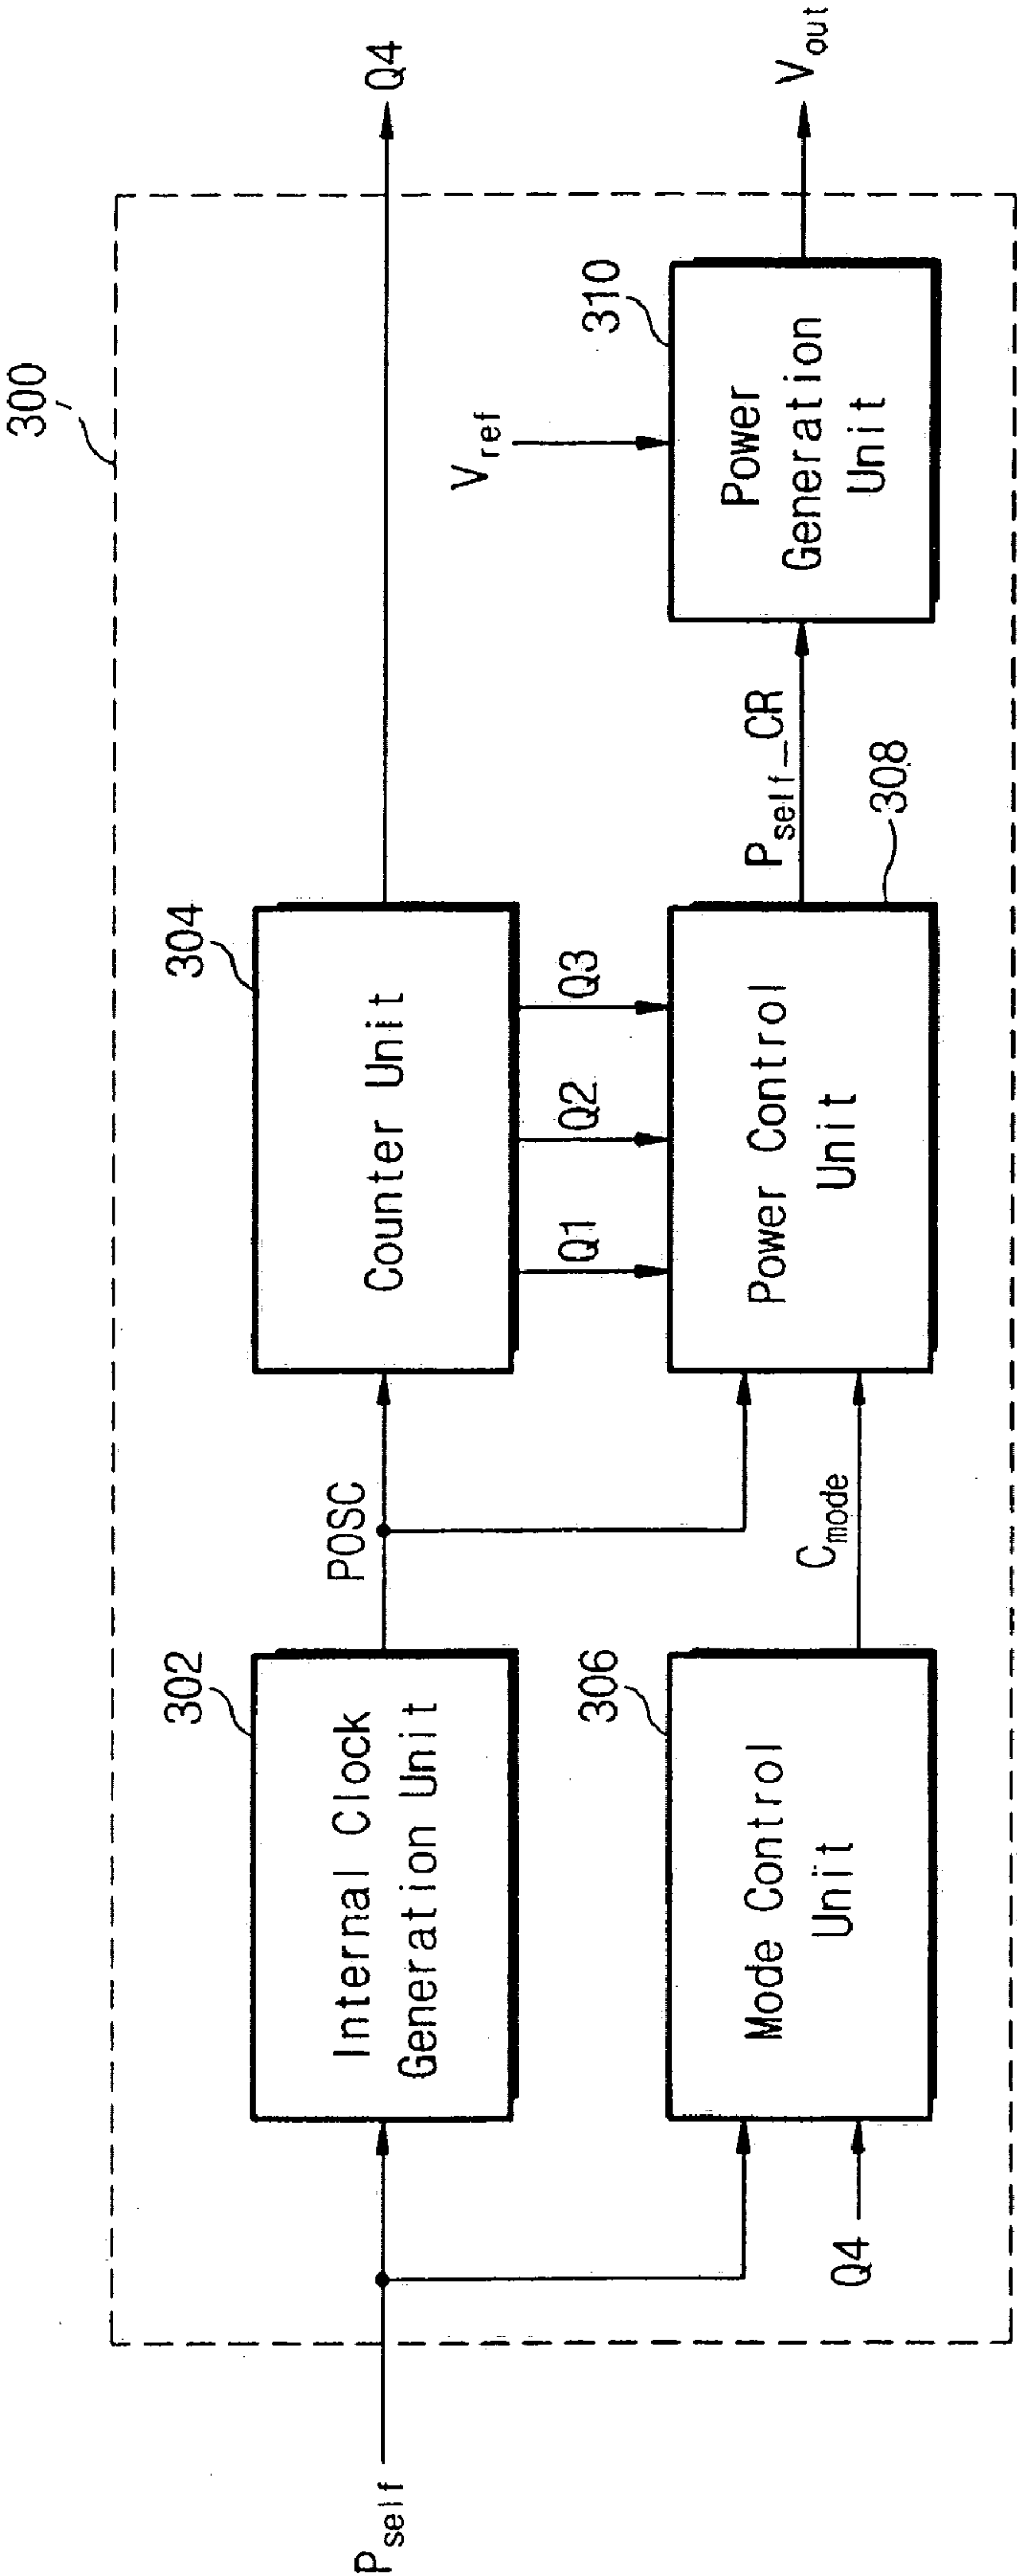 300
P_self
302
Internal Clock
Generation Unit
POSC
304
Counter Unit
Q4
Q1
Q2
Q3
306
Mode Control
Unit
Q4
C_mode
Power Control
Unit
308
P_self_CR
V_ref
310
Power
Generation
Unit
V_out